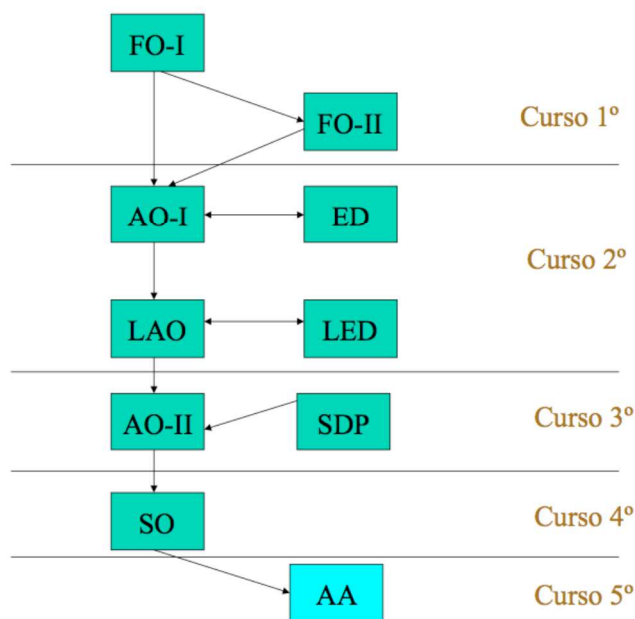 FO-I
FO-II
Curso 1º
AO-I
ED
Curso 2º
LAO
LED
AO-II
SDP
Curso 3º
SO
Curso 4º
AA
Curso 5º